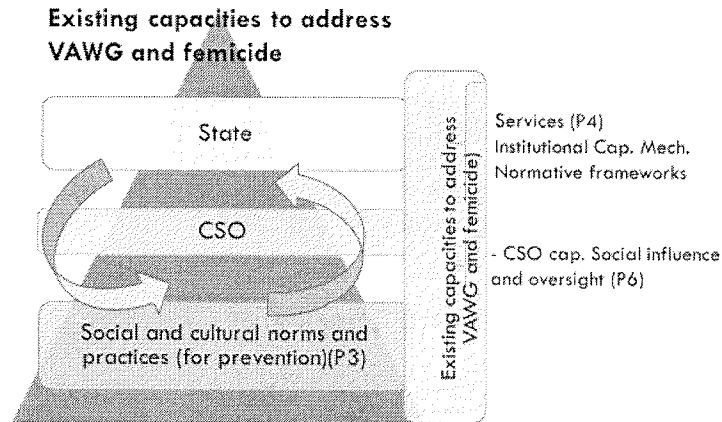 Existing capacities to address
VAWG and femicide
State
CSO
Social and cultural norms and
practices (for prevention)(P3)
Existing capacities to address
VAWG and femicide)
Services (P4)
Institutional Cap. Mech.
Normative frameworks
- CSO cap. Social influence
and oversight (P6)